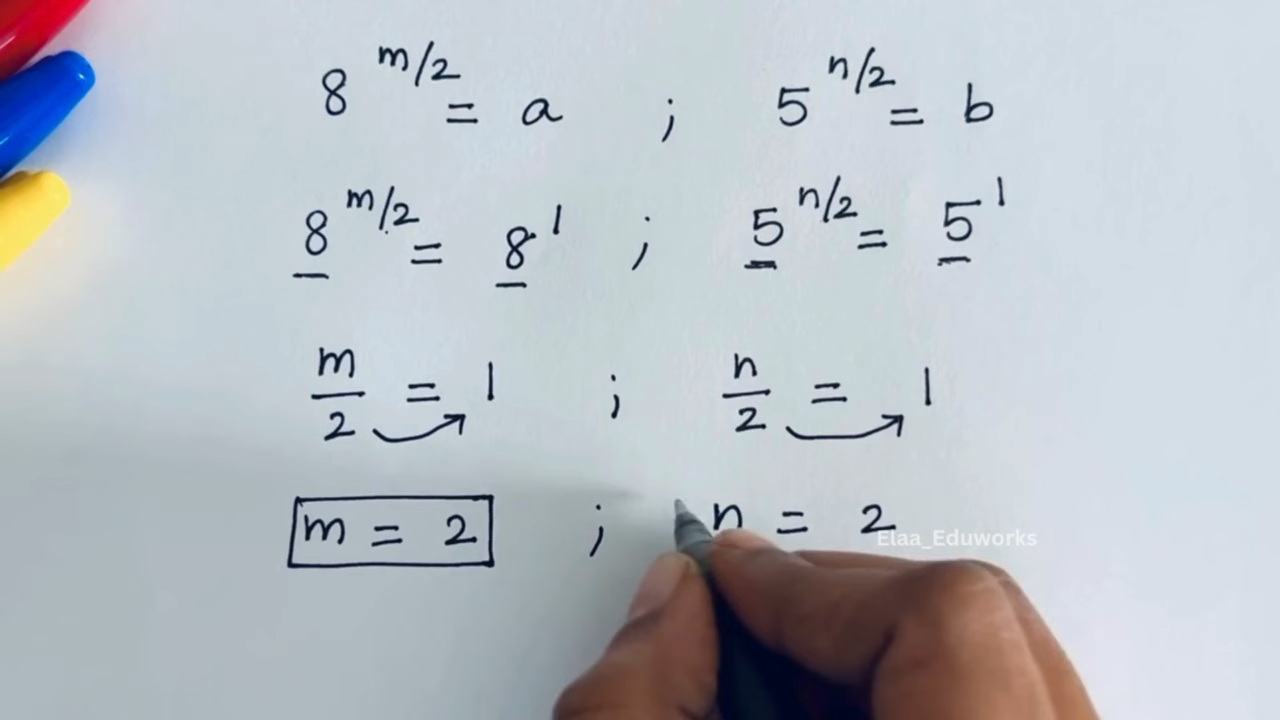 8^{m/2} = a ; 5^{n/2} = b
8^{m/2} = 8^1 ; 5^{n/2} = 5^1
m/2 = 1 ; n/2 = 1
m = 2 ; n = 2
Elaa_Eduworks